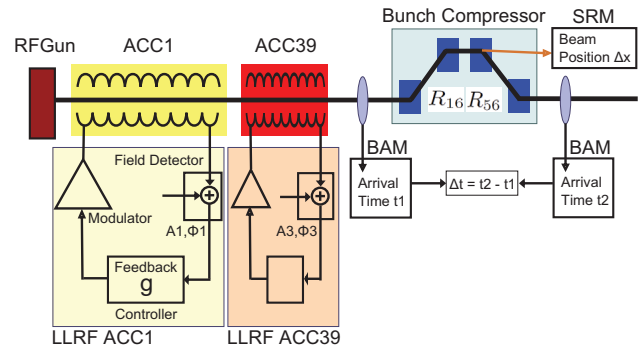 Bunch Compressor
SRM
RFGun
ACC1
ACC39
Beam
Position Δx
R16 R56
BAM
BAM
Field Detector
Arrival
Time t1
Δt = t2 - t1
Arrival
Time t2
Modulator
A1,Φ1
A3,Φ3
Feedback
g
Controller
LLRF ACC1
LLRF ACC39